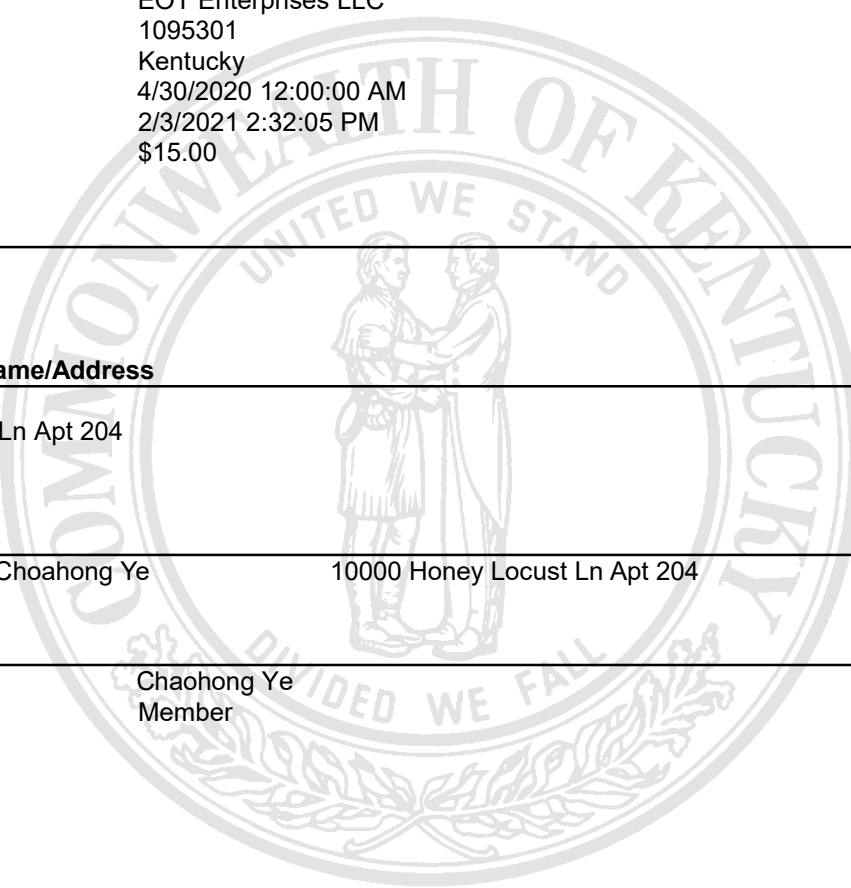 Enterprises LLC
1095301
Kentucky
4/30/2020 12:00:00 AM
2/3/2021 2:32:05 PM
$15.00
ame/Address
Ln Apt 204
Choahong Ye 10000 Honey Locust Ln Apt 204
Chaohong Ye
Member
COMMONWEALTH OF KENTUCKY
UNITED WE STAND
DIVIDED WE FALL